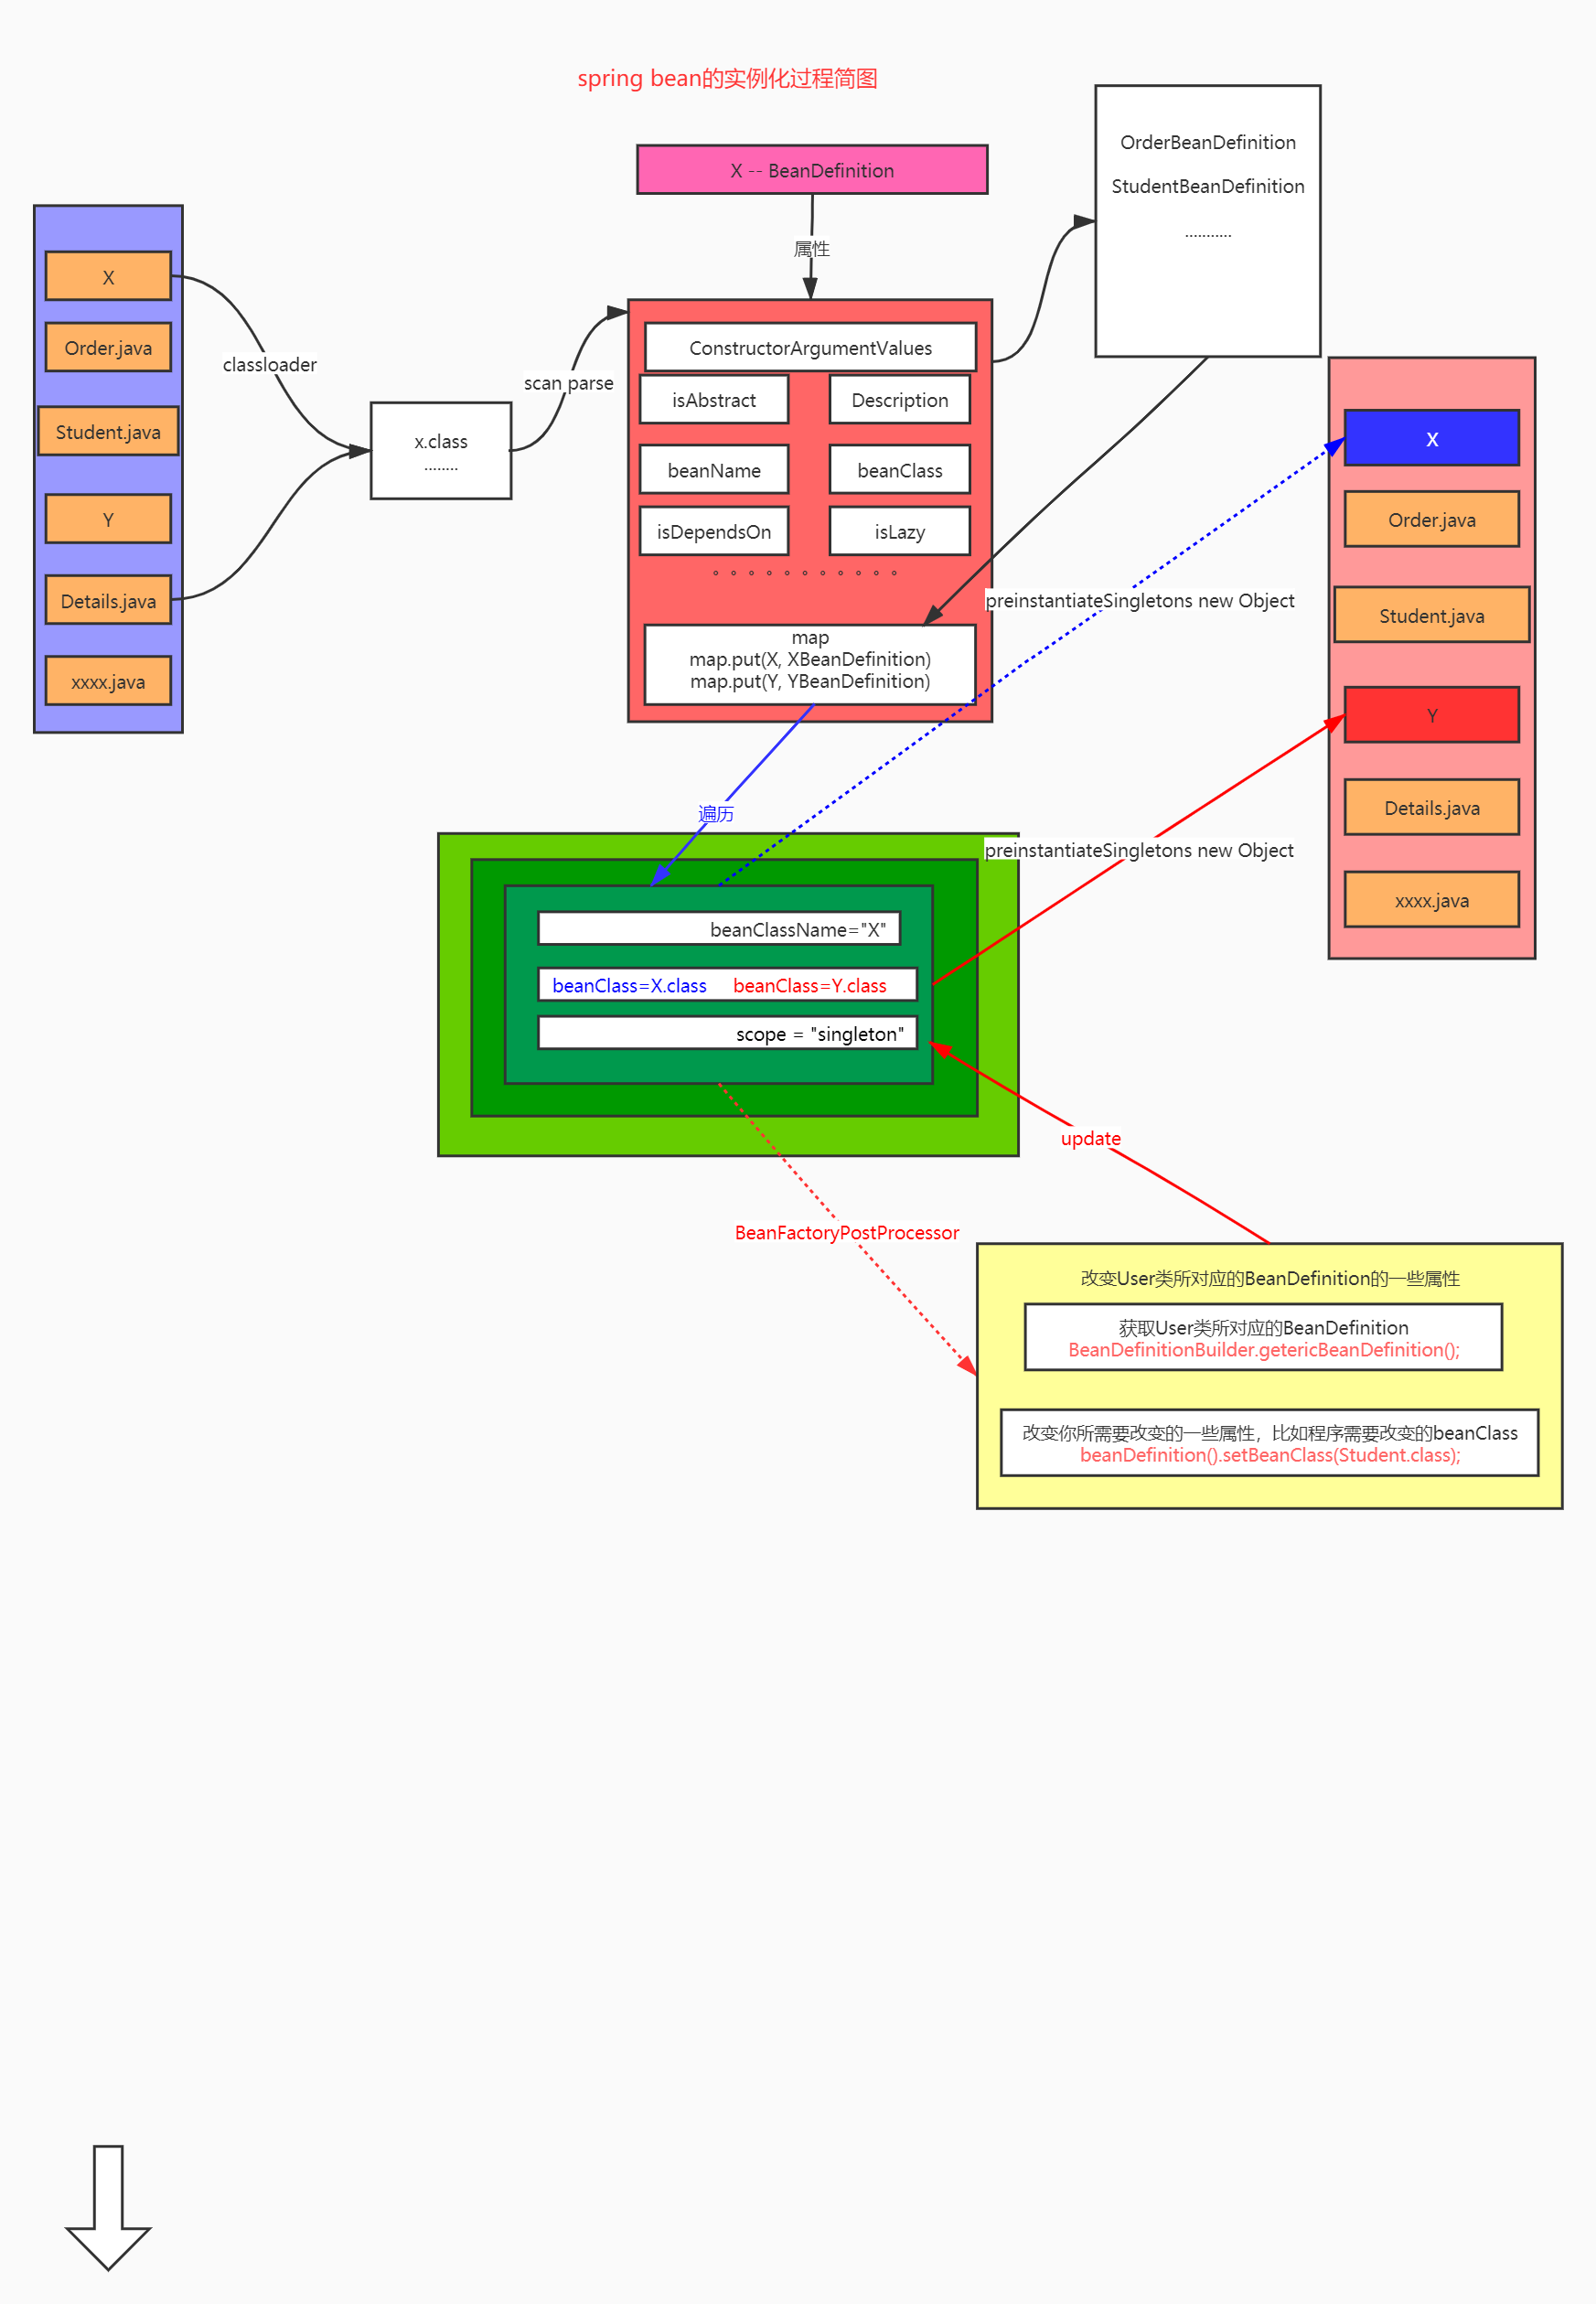 spring bean的实例化过程简图
X -- BeanDefinition
属性
OrderBeanDefinition
StudentBeanDefinition
...........
X
Order.java
Student.java
Y
Details.java
xxxx.java
classloader
x.class
........
scan parse
ConstructorArgumentValues
isAbstract
Description
beanName
beanClass
isDependsOn
isLazy
。。。。。。。。。。。
map
map.put(X, XBeanDefinition)
map.put(Y, YBeanDefinition)
preinstantiateSingletons new Object
X
Order.java
Student.java
Y
Details.java
xxxx.java
遍历
preinstantiateSingletons new Object
beanClassName="X"
beanClass=X.class beanClass=Y.class
scope = "singleton"
update
BeanFactoryPostProcessor
改变User类所对应的BeanDefinition的一些属性
获取User类所对应的BeanDefinition
BeanDefinitionBuilder.getericBeanDefinition();
改变你所需要改变的一些属性，比如程序需要改变的beanClass
beanDefinition().setBeanClass(Student.class);